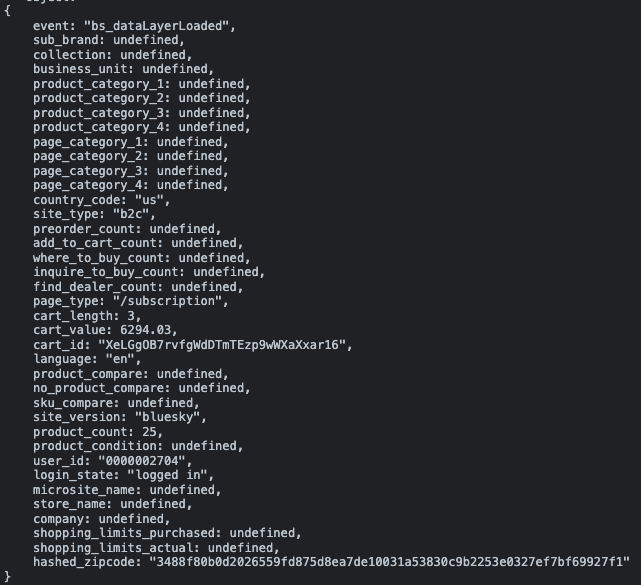 {
event: "bs_dataLayerLoaded",
sub_brand: undefined,
collection: undefined,
business_unit: undefined,
product_category_1: undefined,
product_category_2: undefined,
product_category_3: undefined,
product_category_4: undefined,
page_category_1: undefined,
page_category_2: undefined,
page_category_3: undefined,
page_category_4: undefined,
country_code: "us",
site_type: "b2c",
preorder_count: undefined,
add_to_cart_count: undefined,
where_to_buy_count: undefined,
inquire_to_buy_count: undefined,
find_dealer_count: undefined,
page_type: "/subscription",
cart_length: 3,
cart_value: 6294.03,
cart_id: "XeLGgOB7rvfgWdDTmTEzp9wWXaXxar16",
language: "en",
product_compare: undefined,
no_product_compare: undefined,
sku_compare: undefined,
site_version: "bluesky",
product_count: 25,
product_condition: undefined,
user_id: "0000002704",
login_state: "logged in",
microsite_name: undefined,
store_name: undefined,
company: undefined,
shopping_limits_purchased: undefined,
shopping_limits_actual: undefined,
hashed_zipcode: "3488f80b0d2026559fd875d8ea7de10031a53830c9b2253e0327ef7bf69927f1"
}